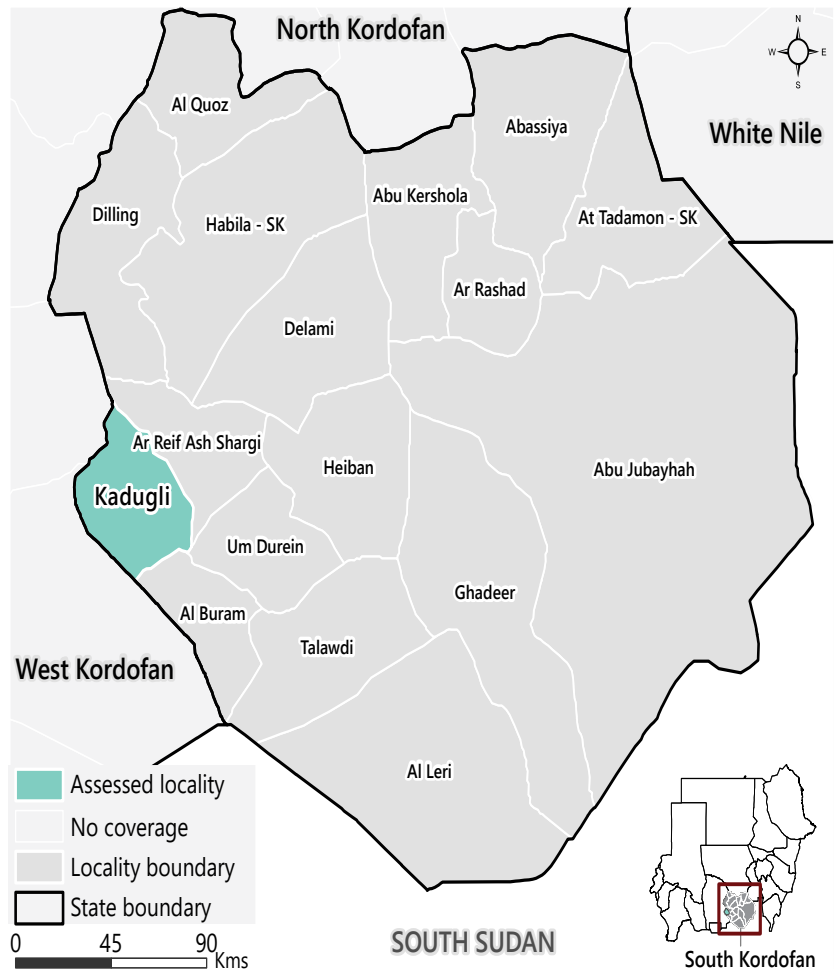 North Kordofan
N
W
E
S
Al Quoz
Abassiya
White Nile
Abu Kershola
Dilling
Habila - SK
At Tadamon - SK
Ar Rashad
Delami
Ar Reif Ash Shargi
Heiban
Abu Jubayhah
Kadugli
Um Durein
Ghadeer
Al Buram
Talawdi
West Kordofan
Al Leri
Assessed locality
No coverage
Locality boundary
State boundary
0 45 90
Kms
SOUTH SUDAN
South Kordofan